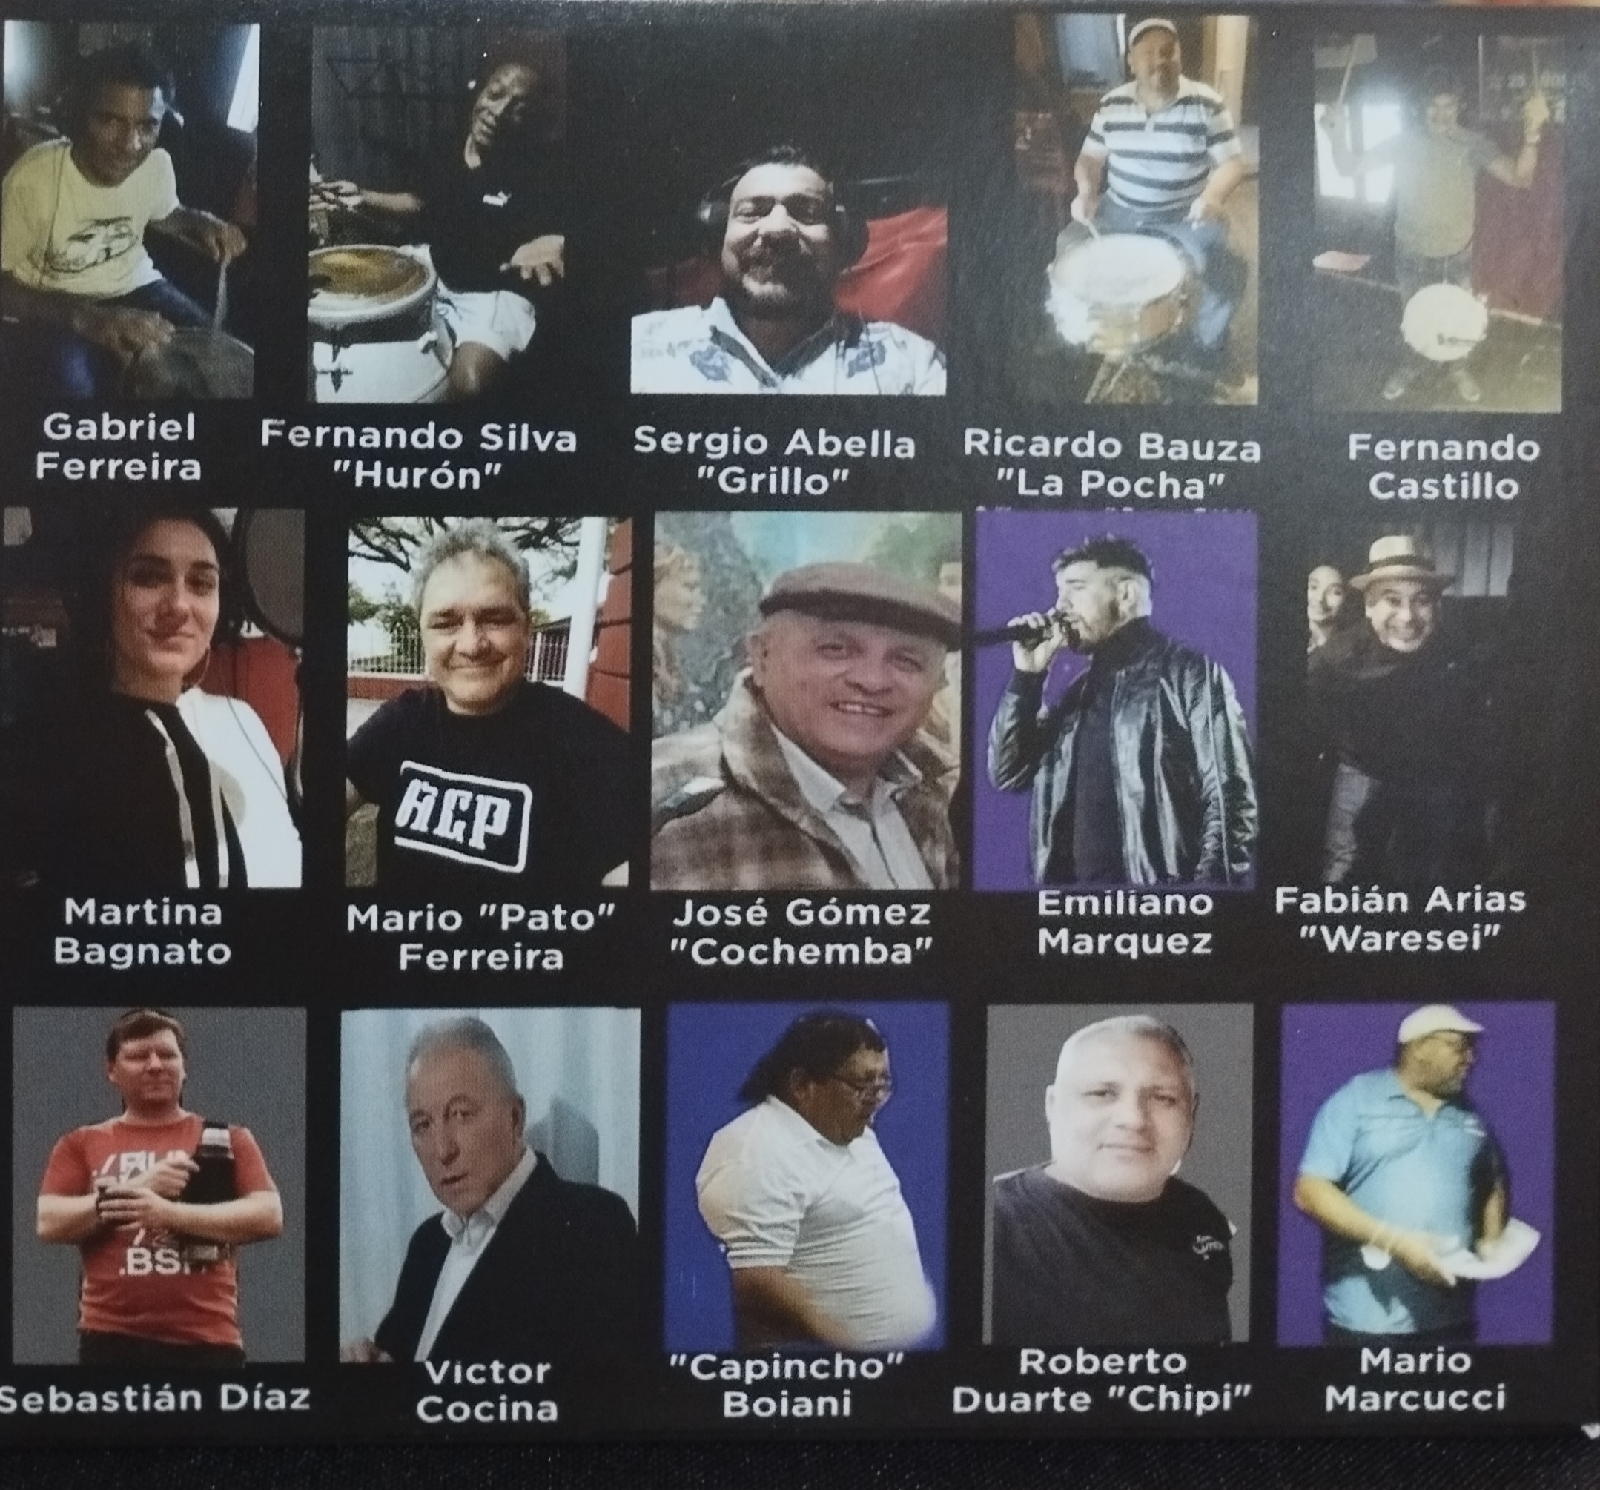 Gabriel
Ferreira
Fernando Silva
"Hurón"
Sergio Abella
"Grillo"
Ricardo Bauza
"La Pocha"
Fernando
Castillo
Martina
Bagnato
ACP
Mario "Pato"
Ferreira
José Gómez
"Cochemba"
Emiliano
Marquez
Fabián Arias
"Waresei"
Sebastián Díaz
Victor
Cocina
"Capincho"
Boiani
Roberto
Duarte "Chipi"
Mario
Marcucci